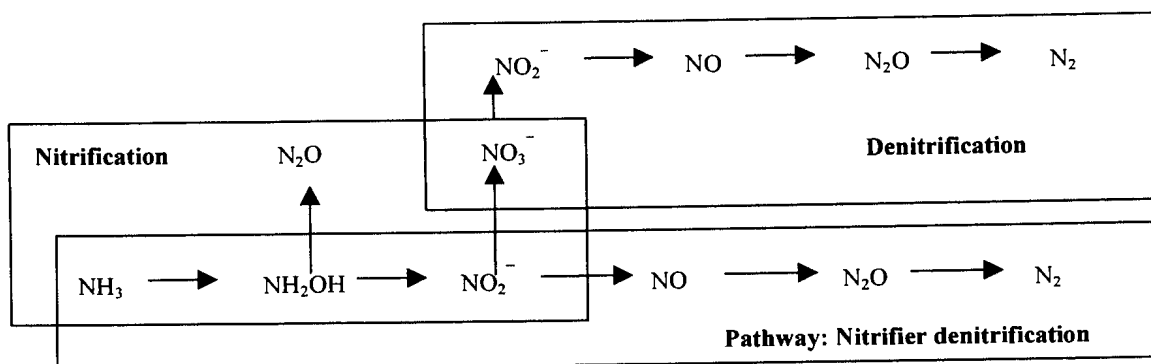 NO₂⁻ NO N₂O N₂
Nitrification N₂O NO₃⁻ Denitrification
NH₃ NH₂OH NO₂⁻ NO N₂O N₂
Pathway: Nitrifier denitrification